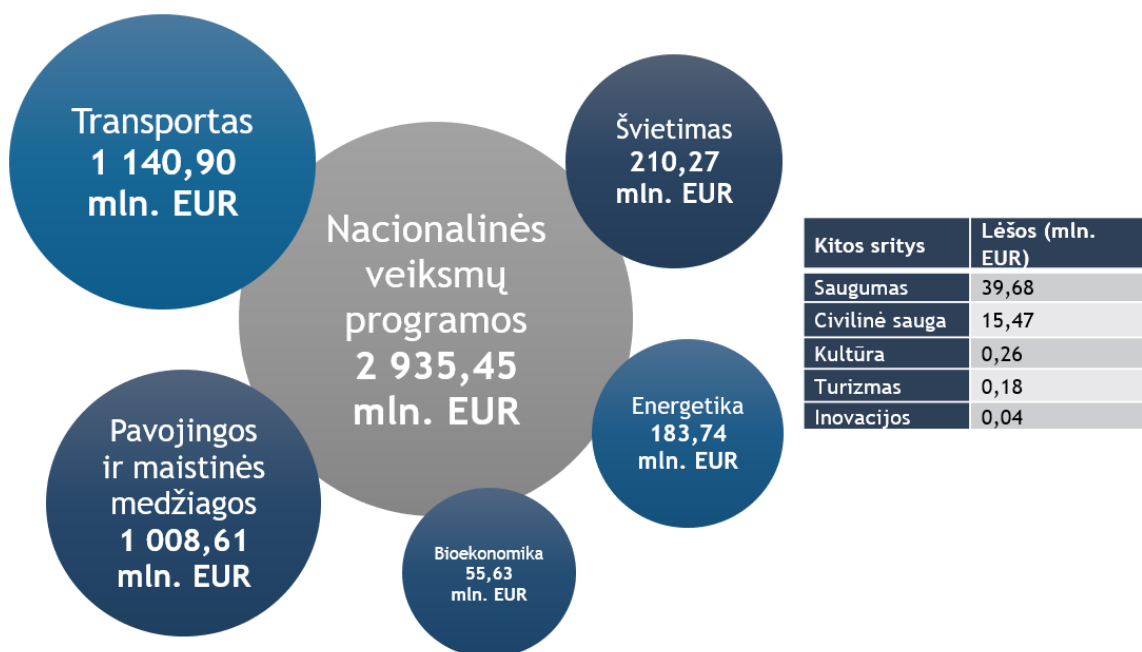 Transportas
1 140,90
mln. EUR
Švietimas
210,27
mln. EUR
Nacionalinės
veiksmų
programos
2 935,45
mln. EUR
Kitos sritys
Lėšos (mln.
EUR)
Saugumas
39,68
Civilinė sauga
15,47
Kultūra
0,26
Turizmas
0,18
Inovacijos
0,04
Energetika
183,74
mln. EUR
Pavojingos
ir maistinės
medžiagos
1 008,61
mln. EUR
Bioekonomika
55,63
mln. EUR